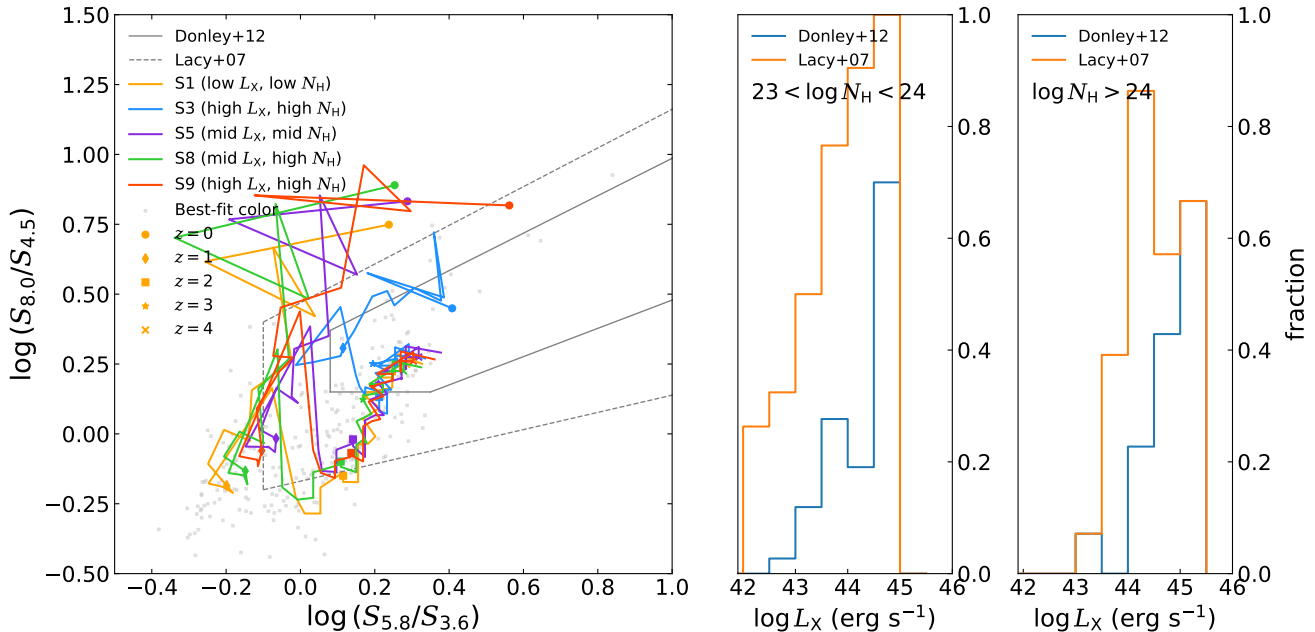 1.50
1.25
1.00
0.75
0.50
0.25
0.00
−0.25
−0.50
log (S8.0/S4.5)
−0.4
−0.2
0.0
0.2
0.4
0.6
0.8
1.0
log (S5.8/S3.6)
Donley+12
Lacy+07
S1 (low LX, low NH)
S3 (high LX, high NH)
S5 (mid LX, mid NH)
S8 (mid LX, high NH)
S9 (high LX, high NH)
Best-fit color
z = 0
z = 1
z = 2
z = 3
z = 4
Donley+12
Lacy+07
23 < log NH < 24
42
43
44
45
46
log LX (erg s−1)
1.0
0.8
0.6
0.4
0.2
0.0
Donley+12
Lacy+07
log NH > 24
42
43
44
45
46
log LX (erg s−1)
1.0
0.8
0.6
0.4
0.2
0.0
fraction